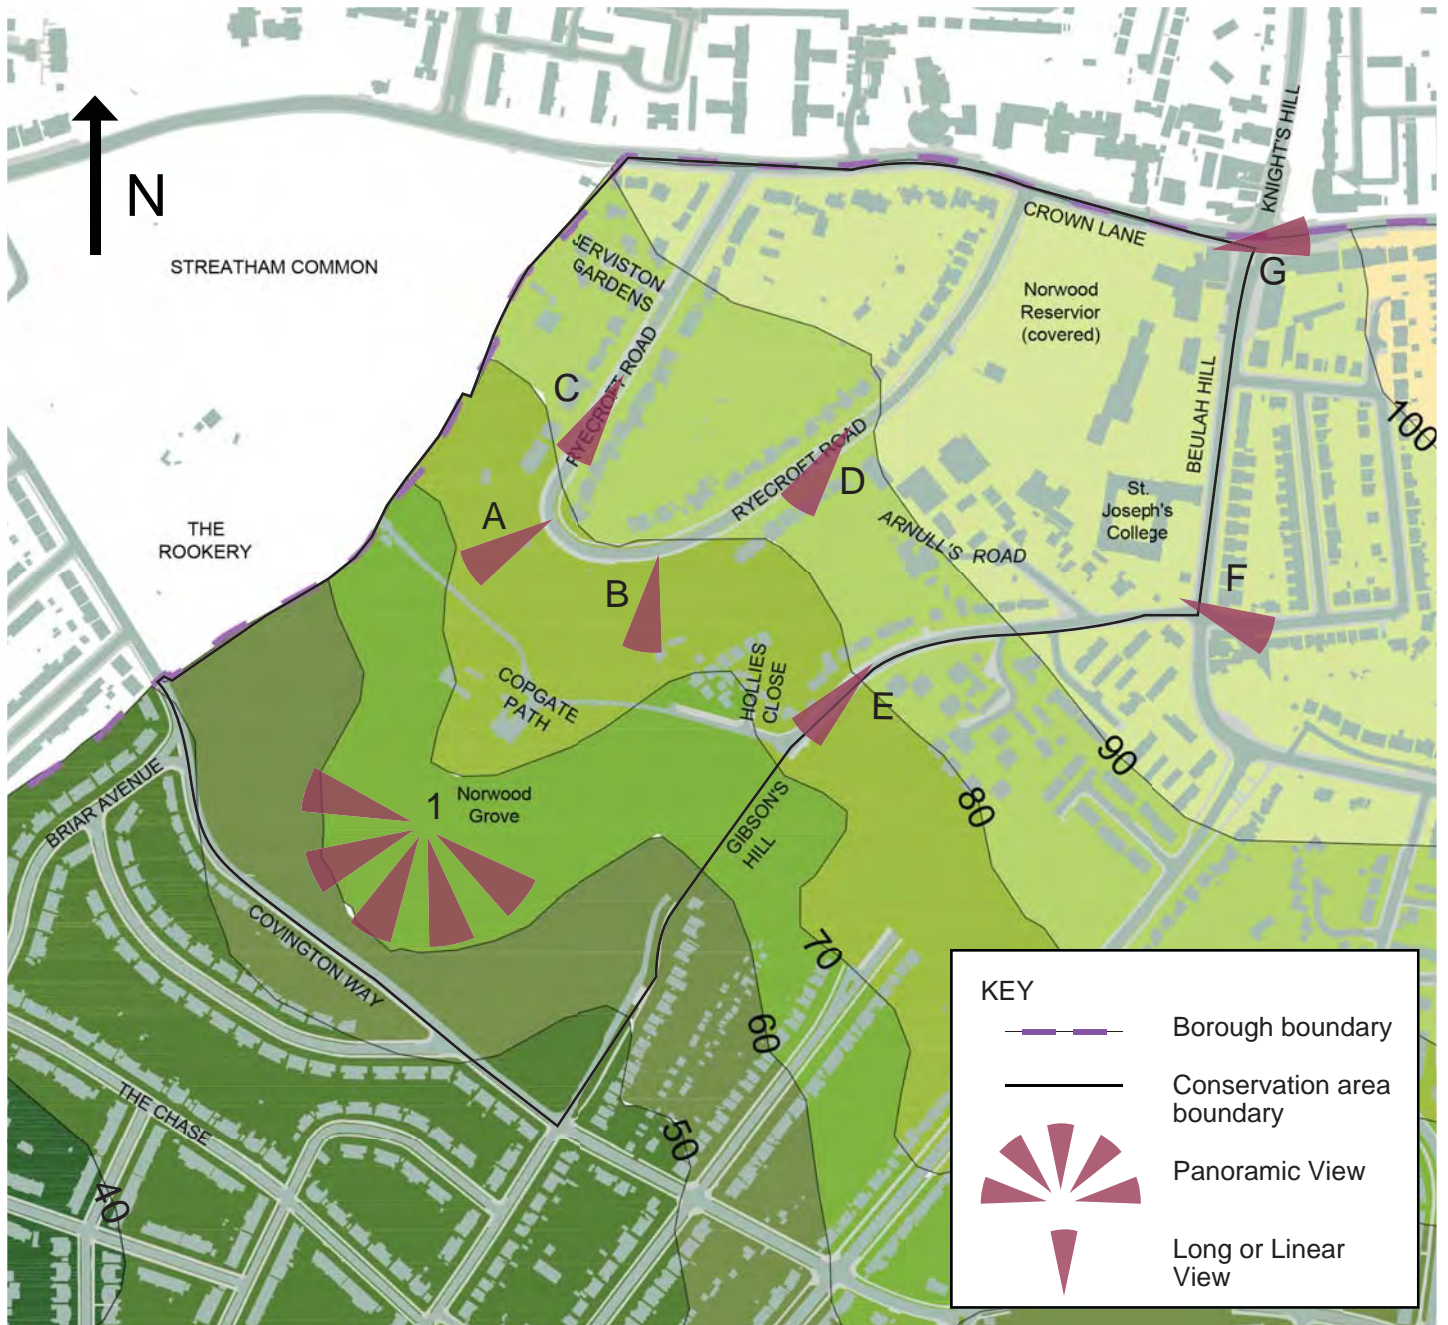 KNIGHT'S HILL
N
CROWN LANE
STREATHAM COMMON
JERVISTON
GARDENS
G
Norwood
Reservior
(covered)
RYECROFT ROAD
C
100
BEULAH HILL
RYECROFT ROAD
D
St.
Joseph's
College
A
ARNULL'S ROAD
THE
ROOKERY
B
F
HOLLIES
CLOSE
COPGATE
PATH
E
90
BRIAR AVENUE
1
Norwood
Grove
GIBSON'S
HILL
80
COVINGTON WAY
70
60
THE CHASE
50
40
KEY
Borough boundary
Conservation area
boundary
Panoramic View
Long or Linear
View